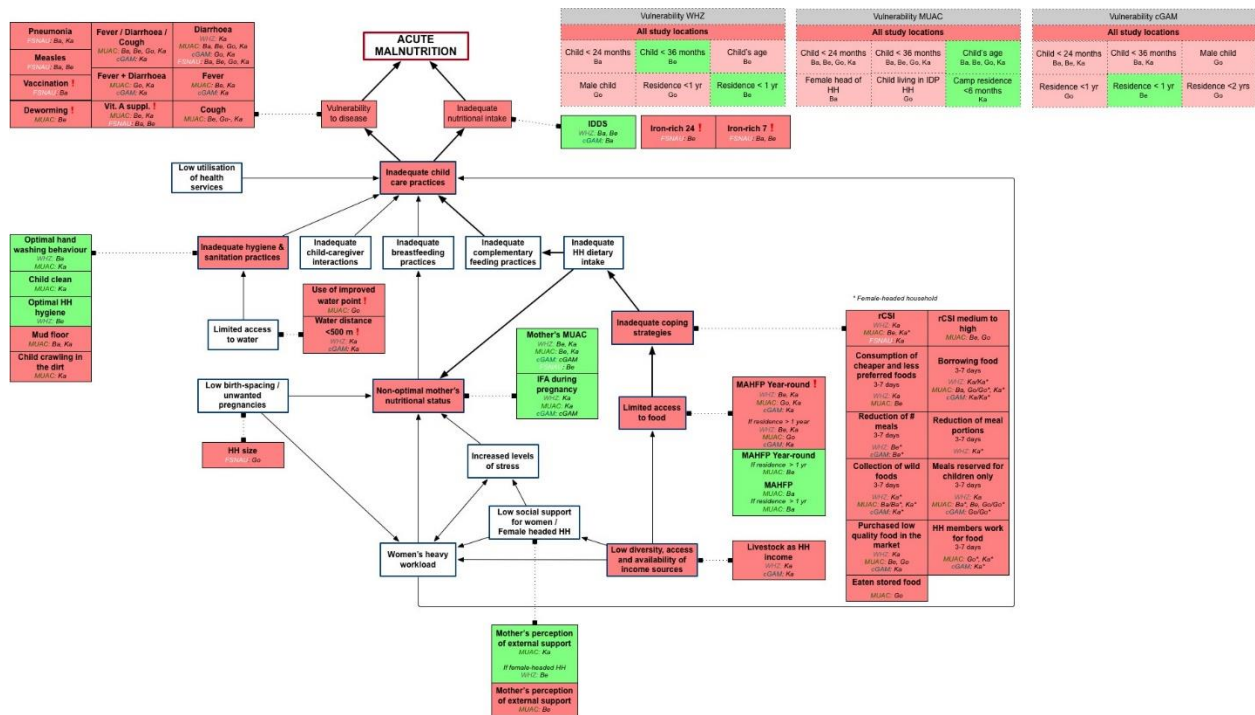 Pneumonia
FSNAU: Ba, Ka
Measles
FSNAU: Ba, Be
Vaccination !
FSNAU: Ba
Deworming !
MUAC: Be
Fever / Diarrhoea /
Cough
MUAC: Ba, Be, Go, Ka
cGAM: Ka
Fever + Diarrhoea
MUAC: Go, Ka
cGAM: Ka
Vit. A suppl. !
MUAC: Be, Ka
FSNAU: Ba, Be
Diarrhoea
WHZ: Ka
MUAC: Ba, Be, Go, Ka
cGAM: Go, Ka
FSNAU: Ba, Be, Go, Ka
Fever
MUAC: Be, Ka
cGAM: Ka
Cough
MUAC: Be, Go-, Ka
ACUTE
MALNUTRITION
Vulnerability
to disease
Inadequate
nutritional intake
Vulnerability WHZ
All study locations
Child < 24 months
Ba
Child < 36 months
Be
Child's age
Be
Male child
Go
Residence <1 yr
Go
Residence < 1 yr
Be
Vulnerability MUAC
All study locations
Child < 24 months
Ba, Be, Go, Ka
Child < 36 months
Ba, Be, Go, Ka
Child's age
Ba, Be, Go, Ka
Female head of
HH
Ba
Child living in IDP
HH
Go
Camp residence
<6 months
Ka
Vulnerability cGAM
All study locations
Child < 24 months
Ba, Be, Ka
Child < 36 months
Ba, Ka
Male child
Go
Residence <1 yr
Go
Residence < 1 yr
Be
Residence <2 yrs
Go
IDDS
WHZ: Ba, Be
cGAM: Ba
Iron-rich 24 !
FSNAU: Be
Iron-rich 7 !
FSNAU: Ba, Be
Low utilisation
of health
services
Inadequate child
care practices
Optimal hand
washing behaviour
WHZ: Ba
MUAC: Ka
Child clean
MUAC: Ka
Optimal HH
hygiene
WHZ: Be
Mud floor
MUAC: Ba, Ka
Child crawling in
the dirt
MUAC: Ka
Inadequate hygiene &
sanitation practices
Inadequate
child-caregiver
interactions
Inadequate
breastfeeding
practices
Inadequate
complementary
feeding practices
Inadequate
HH dietary
intake
Limited access
to water
Use of improved
water point !
MUAC: Go
Water distance
<500 m !
WHZ: Ka
cGAM: Ka
Inadequate coping
strategies
Mother's MUAC
WHZ: Be, Ka
MUAC: Be, Ka
cGAM: cGAM
FSNAU: Be
IFA during
pregnancy
WHZ: Ka
MUAC: Ka
cGAM: cGAM
Low birth-spacing /
unwanted
pregnancies
Non-optimal mother's
nutritional status
HH size
FSNAU: Go
Limited access
to food
MAHFP Year-round !
WHZ: Be, Ka
MUAC: Go, Ka
cGAM: Ka
If residence > 1 year
WHZ: Be, Ka
MUAC: Go
cGAM: Ka
MAHFP Year-round
If residence > 1 yr
MUAC: Ba
MAHFP
MUAC: Ba
If residence > 1 yr
MUAC: Ba
Increased levels
of stress
Low social support
for women /
Female headed HH
Women's heavy
workload
Low diversity, access
and availability of
income sources
Livestock as HH
income
WHZ: Ka
cGAM: Ka
* Female-headed household
rCSI
WHZ: Ka
MUAC: Be, Ka*
FSNAU: Ka
rCSI medium to
high
MUAC: Be, Go
Consumption of
cheaper and less
preferred foods
3-7 days
WHZ: Ka
MUAC: Be
Borrowing food
3-7 days
WHZ: Ka/Ka*
MUAC: Ba, Go/Go*, Ka*
cGAM: Ka/Ka*
Reduction of #
meals
3-7 days
WHZ: Be*
cGAM: Be*
Reduction of meal
portions
3-7 days
WHZ: Ka*
Collection of wild
foods
3-7 days
WHZ: Ka*
MUAC: Ba/Ba*, Ka*
cGAM: Ka*
Meals reserved for
children only
3-7 days
WHZ: Ka
MUAC: Ba*, Be, Go/Go*
cGAM: Go/Go*
Purchased low
quality food in the
market
WHZ: Ka
MUAC: Be, Go
cGAM: Ka
HH members work
for food
3-7 days
MUAC: Go*, Ka*
cGAM: Ka*
Eaten stored food
MUAC: Go
Mother's perception
of external support
MUAC: Ka
If female-headed HH
WHZ: Be
Mother's perception
of external support
MUAC: Be